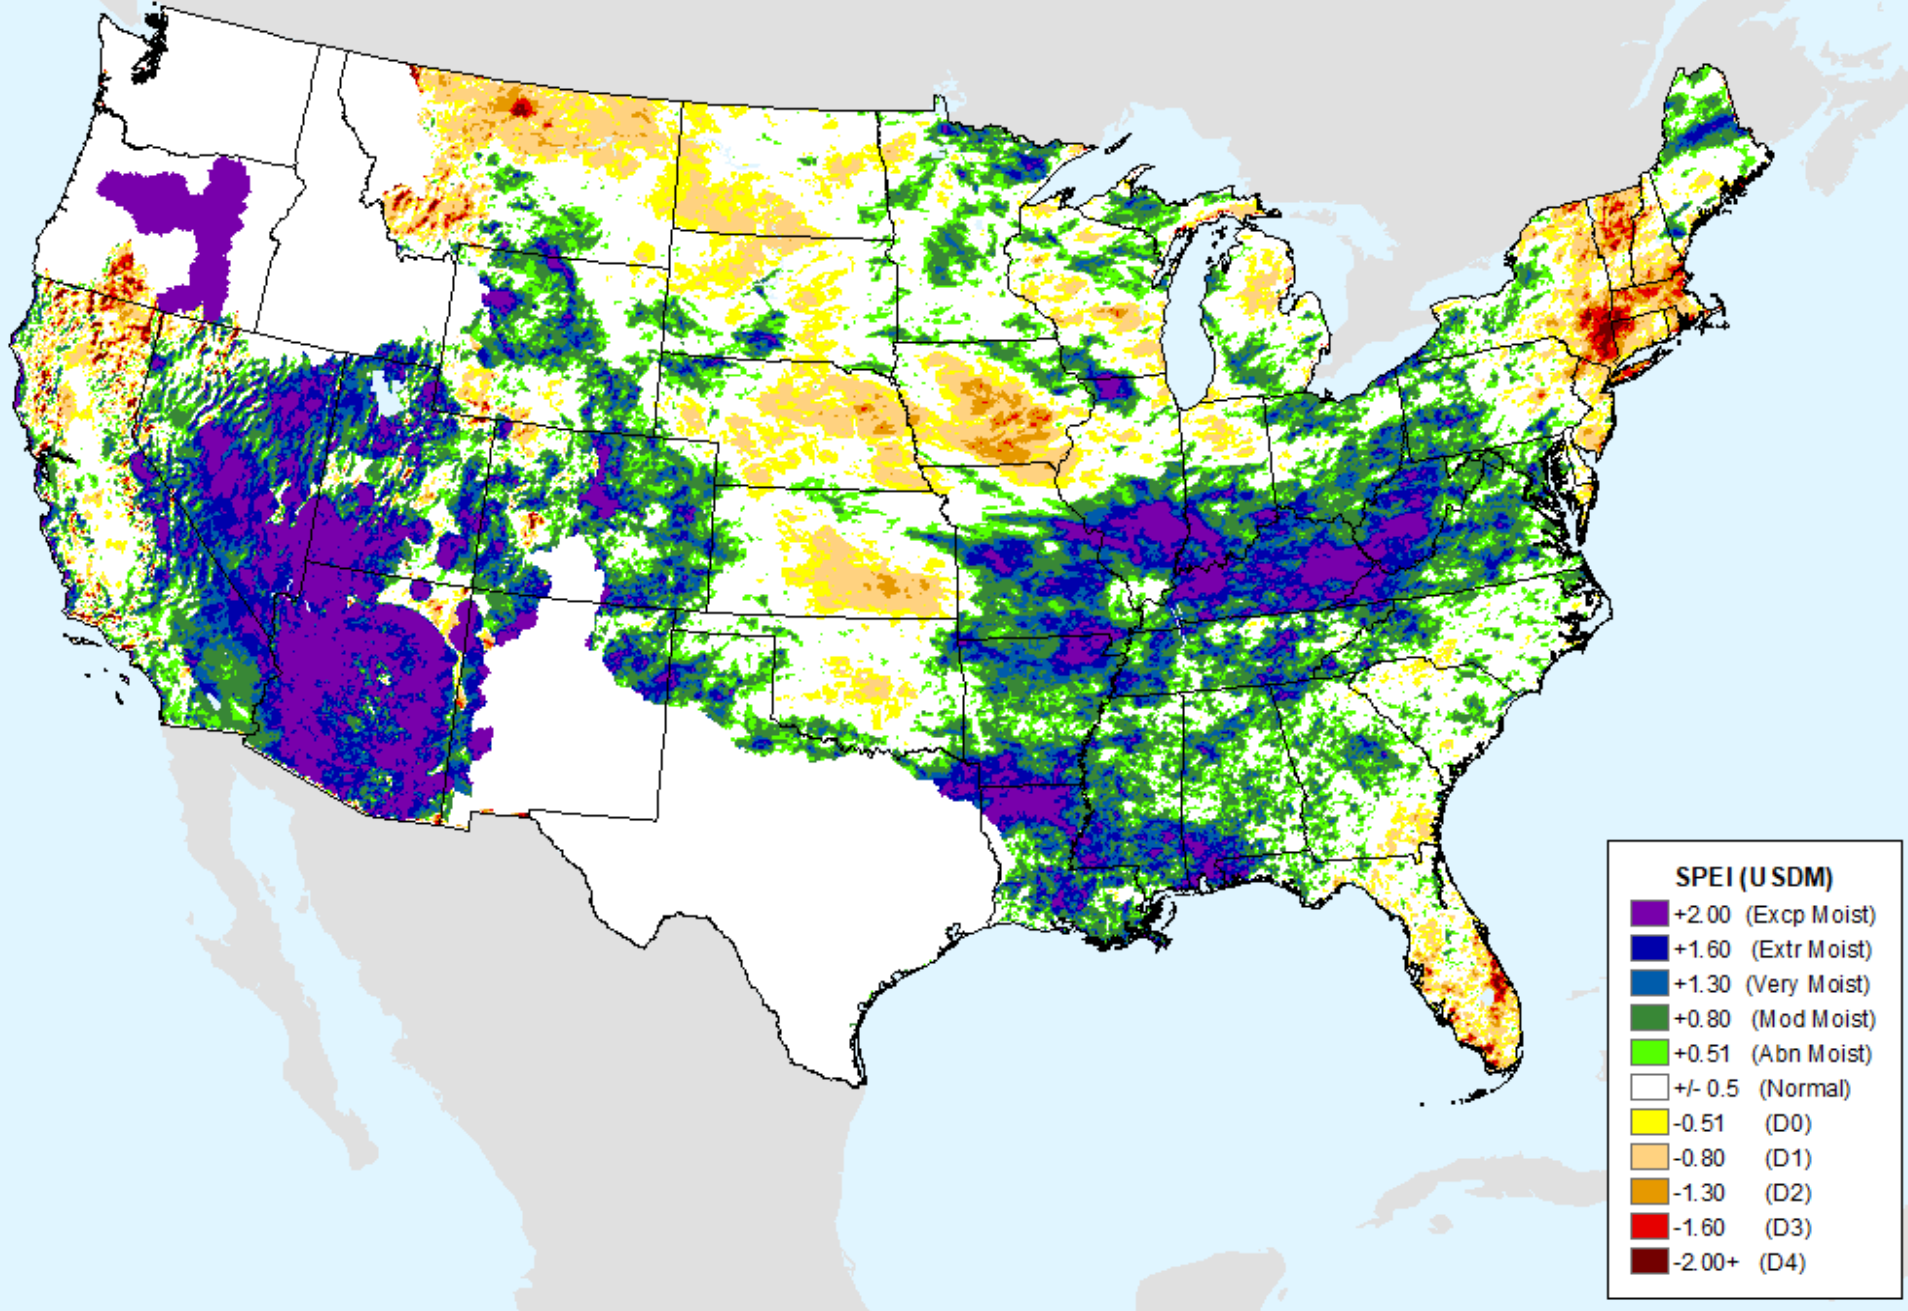 SPEI (USDM)
+2.00 (Excp Moist)
+1.60 (Extr Moist)
+1.30 (Very Moist)
+0.80 (Mod Moist)
+0.51 (Abn Moist)
+/- 0.5 (Normal)
-0.51 (D0)
-0.80 (D1)
-1.30 (D2)
-1.60 (D3)
-2.00+ (D4)